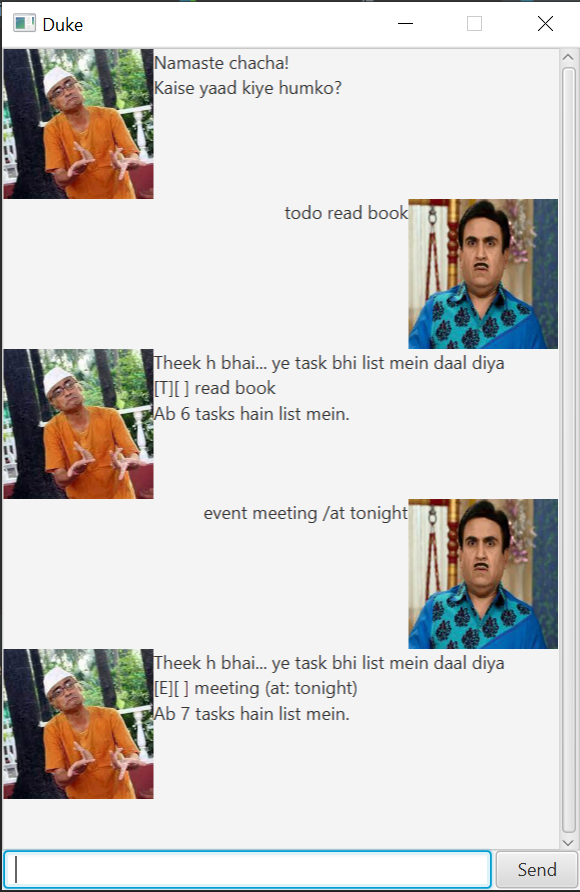 Duke
Namaste chacha!
Kaise yaad kiye humko?
todo read book
Theek h bhai... ye task bhi list mein daal diya
[T][ ] read book
Ab 6 tasks hain list mein.
event meeting /at tonight
Theek h bhai... ye task bhi list mein daal diya
[E][ ] meeting (at: tonight)
Ab 7 tasks hain list mein.
Send